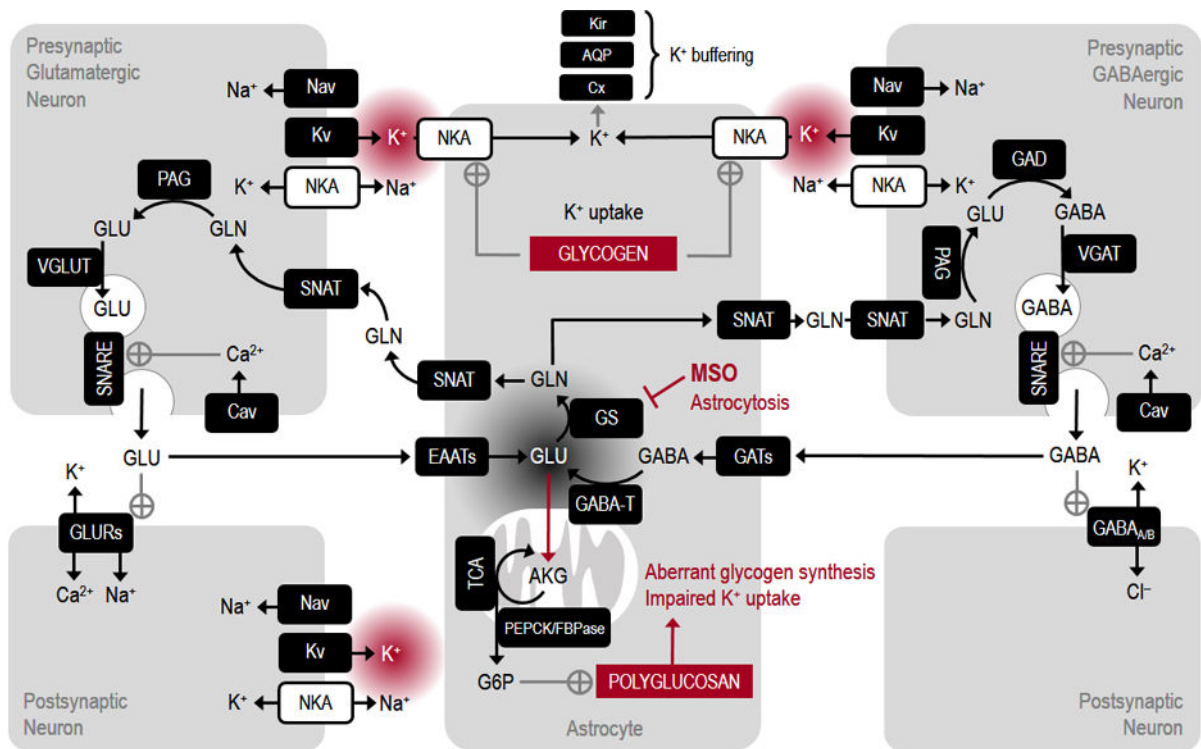 Kir
AQP
Cx
K⁺ buffering
Presynaptic
Glutamatergic
Neuron
Na⁺
Nav
Kv
K⁺
NKA
K⁺
NKA
K⁺
Kv
Nav
Na⁺
Presynaptic
GABAergic
Neuron
K⁺
NKA
Na⁺
Na⁺
NKA
K⁺
K⁺ uptake
GLYCOGEN
PAG
GLU
GLN
VGLUT
GLU
SNARE
Ca²⁺
Cav
SNAT
GLN
SNAT
GLN
GAD
GLU
GABA
PAG
VGAT
GABA
SNARE
Ca²⁺
Cav
SNAT
GLN
SNAT
GLN
MSO
Astrocytosis
GS
GLU
EAATs
GLU
GLU
GABA
GATs
GABA
GABA-T
K⁺
GLURs
Ca²⁺
Na⁺
K⁺
GABA A/B
Cl⁻
TCA
AKG
PEPCK/FBPase
G6P
Aberrant glycogen synthesis
Impaired K⁺ uptake
POLYGLUCOSAN
Na⁺
Nav
Kv
K⁺
K⁺
NKA
Na⁺
Postsynaptic
Neuron
Astrocyte
Postsynaptic
Neuron